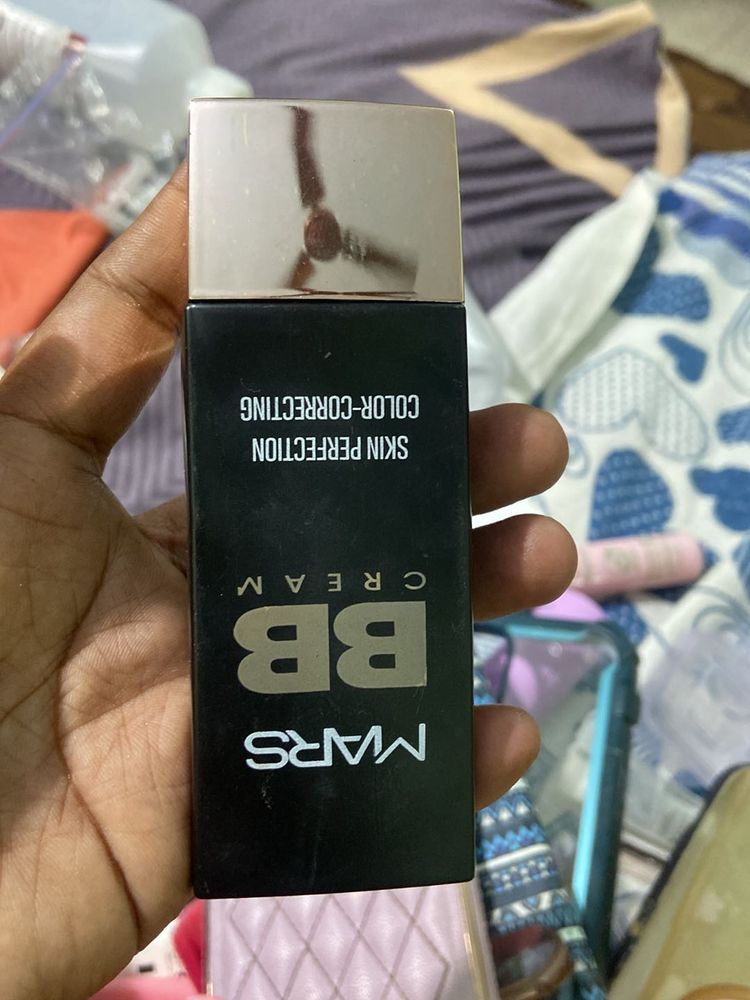 MARS
BB
CREAM
SKIN PERFECTION
COLOR-CORRECTING